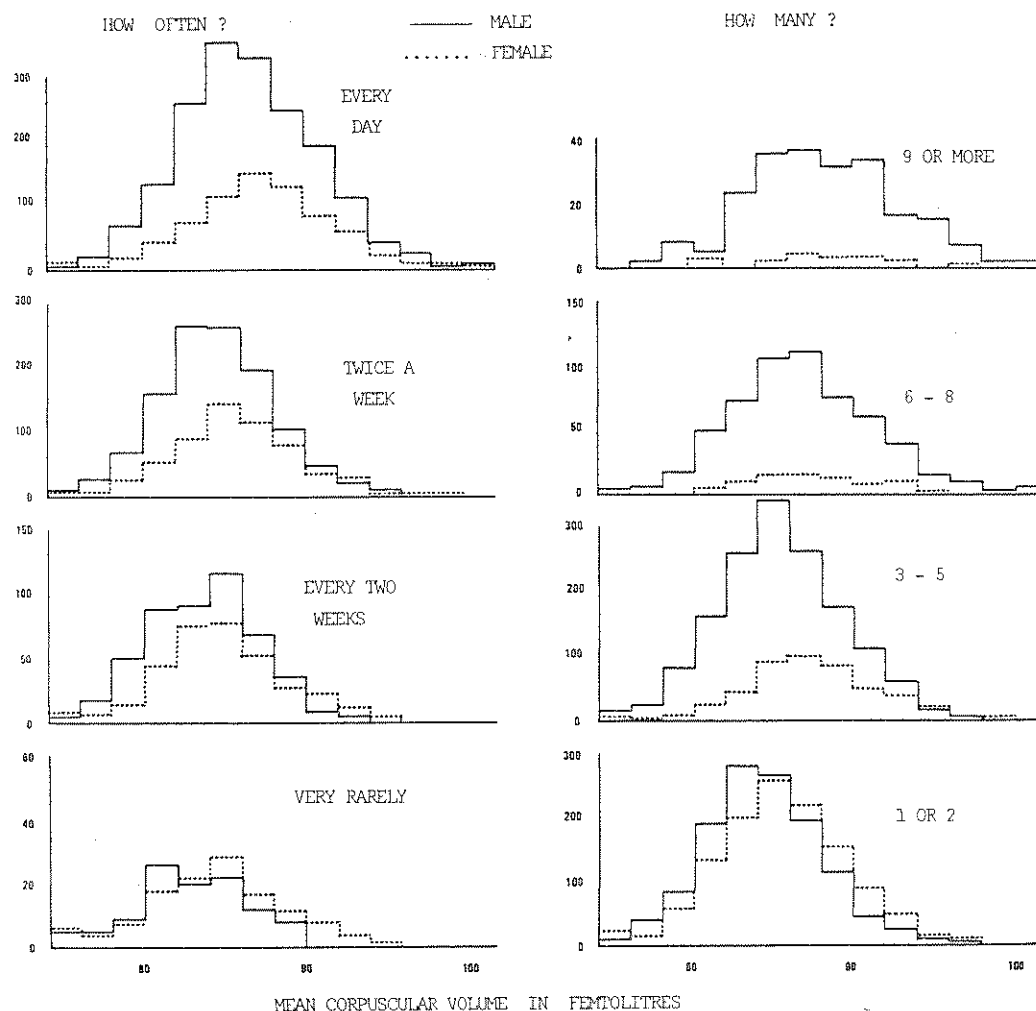 HOW OFTEN ?
MALE
FEMALE
HOW MANY ?
300
200
100
0
EVERY
DAY
40
20
0
9 OR MORE
300
200
100
0
TWICE A
WEEK
150
100
50
0
6 - 8
150
100
50
0
EVERY TWO
WEEKS
300
200
100
0
3 - 5
60
40
20
0
VERY RARELY
300
200
100
0
1 OR 2
80
90
100
80
90
100
MEAN CORPUSCULAR VOLUME IN FEMTOLITRES